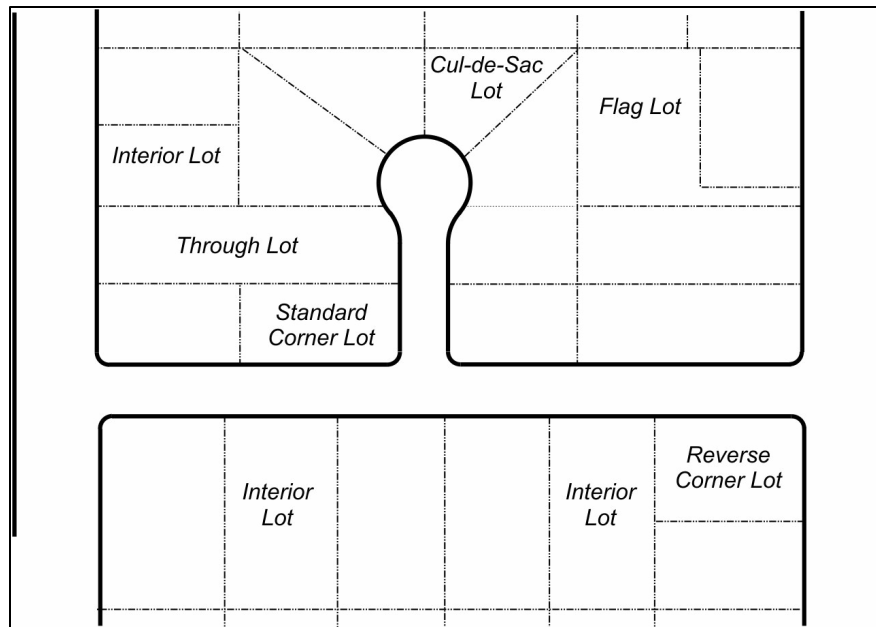 Cul-de-Sac
Lot
Flag Lot
Interior Lot
Through Lot
Standard
Corner Lot
Reverse
Corner Lot
Interior
Lot
Interior
Lot